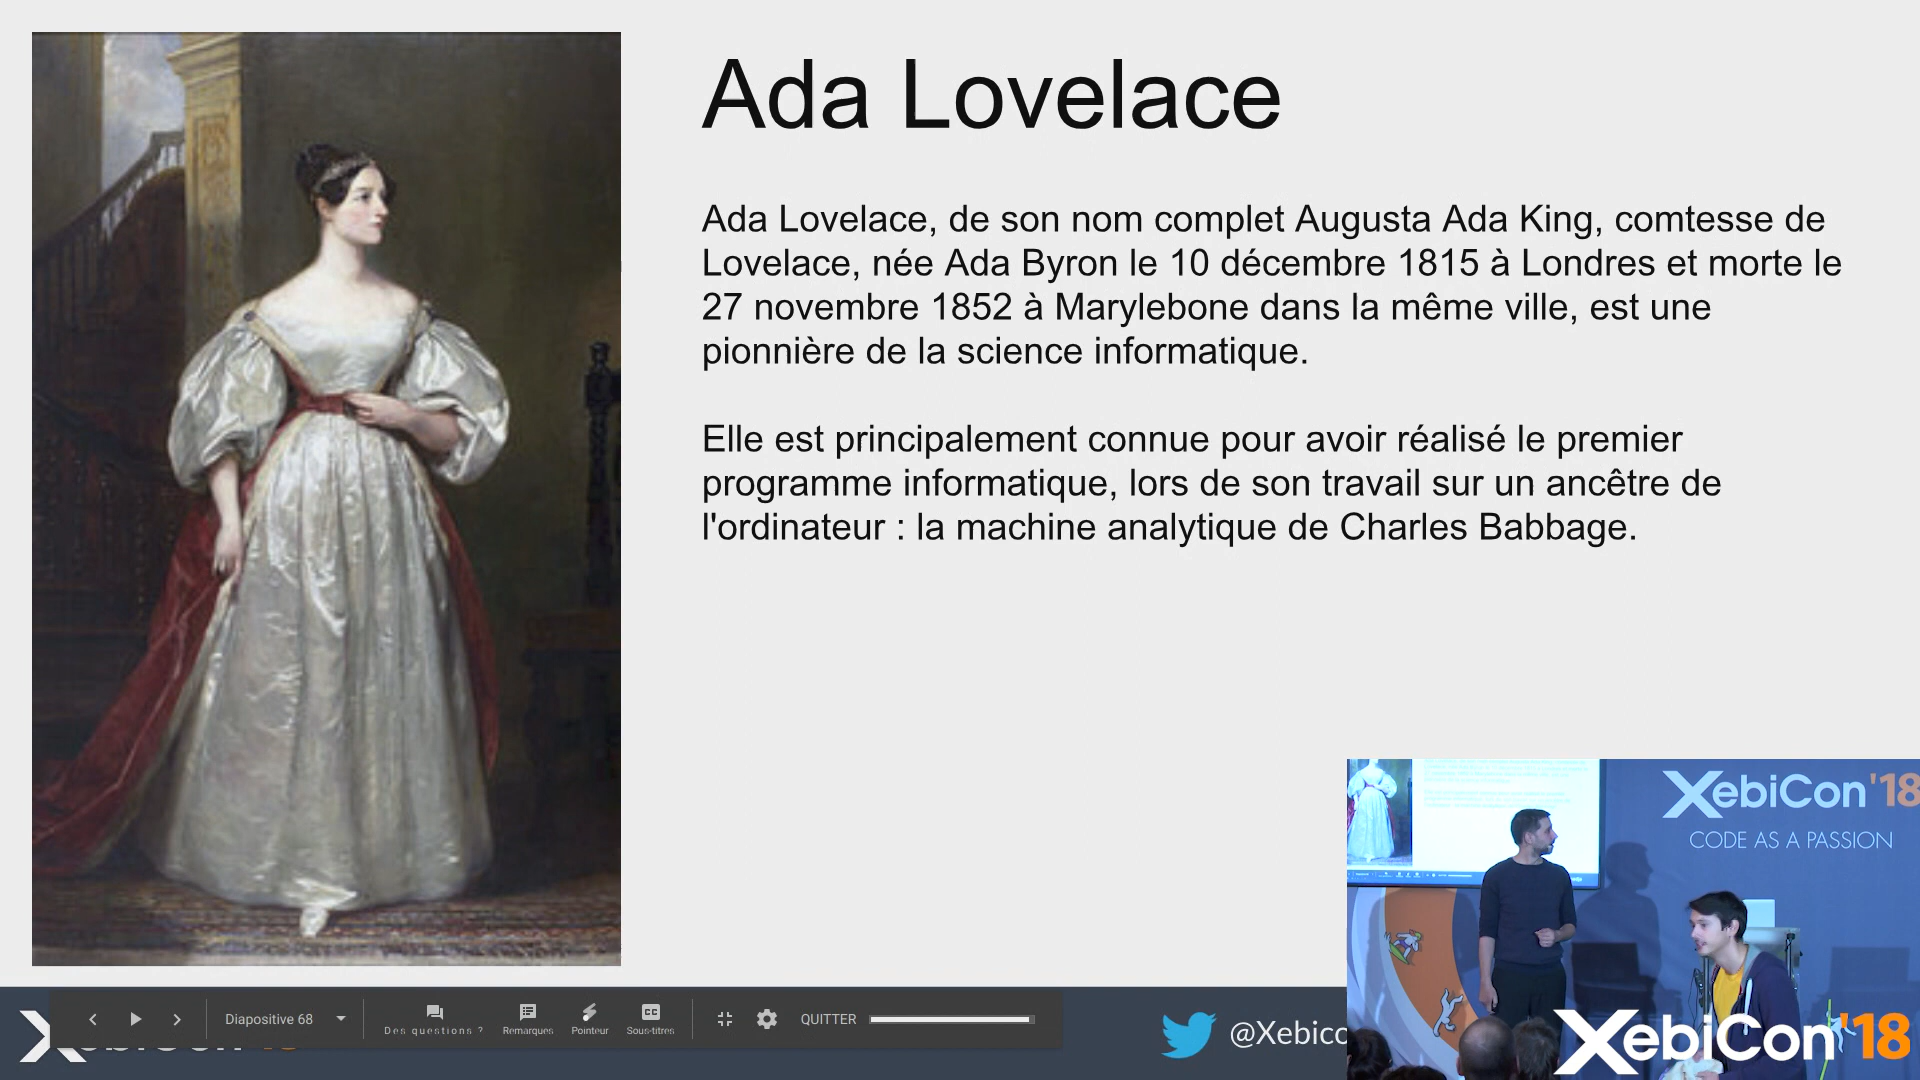 Ada Lovelace
Ada Lovelace, de son nom complet Augusta Ada King, comtesse de
Lovelace, née Ada Byron le 10 décembre 1815 à Londres et morte le
27 novembre 1852 à Marylebone dans la même ville, est une
pionnière de la science informatique.
Elle est principalement connue pour avoir réalisé le premier
programme informatique, lors de son travail sur un ancêtre de
l'ordinateur : la machine analytique de Charles Babbage.
XebiCon'18
CODE AS A PASSION
Diapositive 68
Des questions ?
Remarques
Pointeur
CC
Sous-titres
QUITTER
@Xebico
XebiCon'18